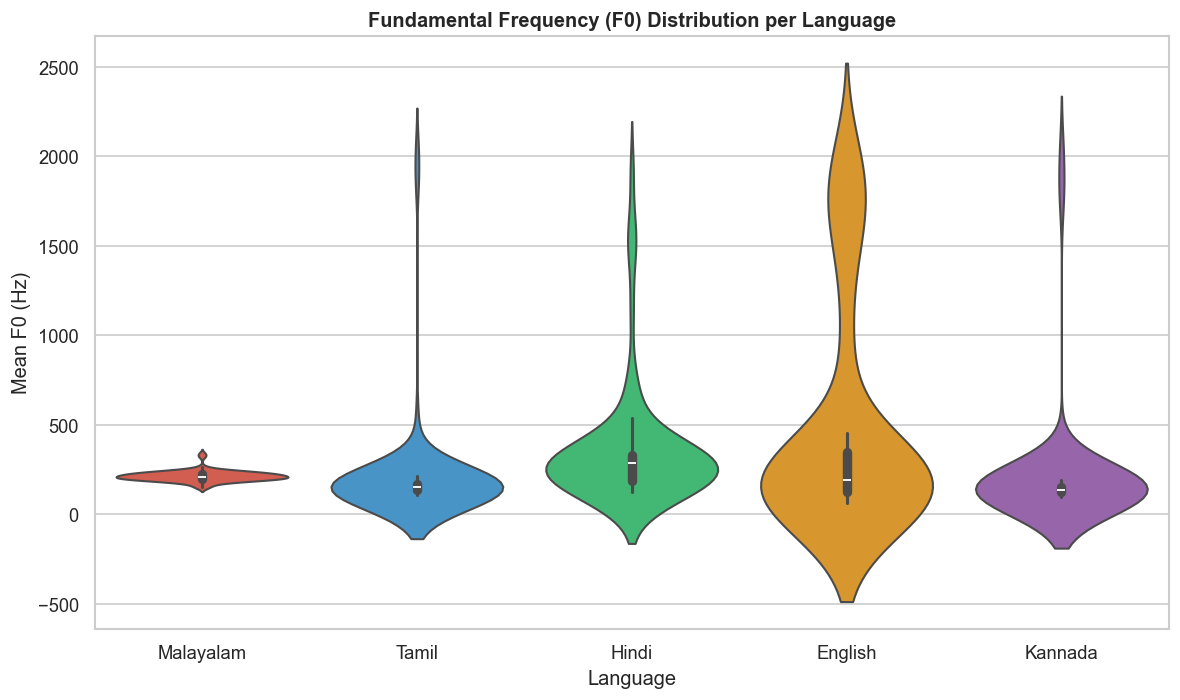 Fundamental Frequency (F0) Distribution per Language
Mean F0 (Hz)
2500
2000
1500
1000
500
0
−500
Malayalam
Tamil
Hindi
English
Kannada
Language